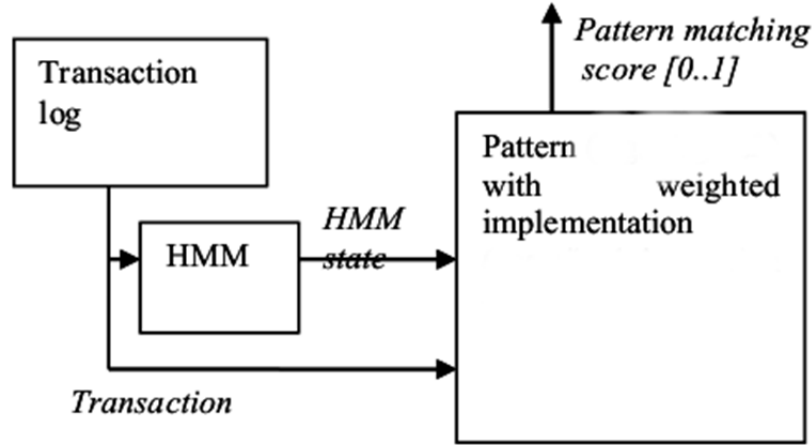 Transaction
log
Pattern matching
score [0..1]
HMM
HMM
state
Pattern
with weighted
implementation
Transaction